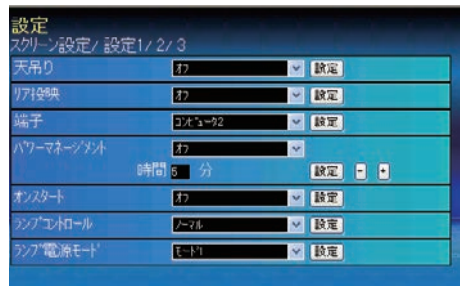 設定
スクリーン設定/ 設定1/ 2/ 3
天吊り オフ 設定
リア投映 オフ 設定
端子 コンピュータ2 設定
パワーマネージメント オフ
時間 5 分 設定 - +
オンスタート オフ 設定
ランプコントロール ノーマル 設定
ランプ電源モード モード1 設定